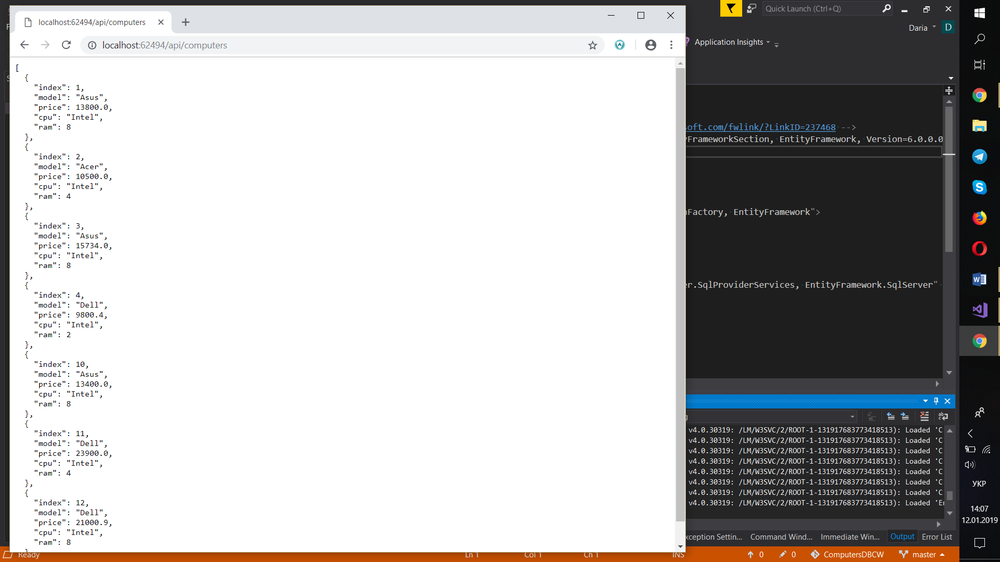 localhost:62494/api/computers
localhost:62494/api/computers
[
{
"index": 1,
"model": "Asus",
"price": 13800.0,
"cpu": "Intel",
"ram": 8
},
{
"index": 2,
"model": "Acer",
"price": 10500.0,
"cpu": "Intel",
"ram": 4
},
{
"index": 3,
"model": "Asus",
"price": 15734.0,
"cpu": "Intel",
"ram": 8
},
{
"index": 4,
"model": "Dell",
"price": 9800.4,
"cpu": "Intel",
"ram": 2
},
{
"index": 10,
"model": "Asus",
"price": 13400.0,
"cpu": "Intel",
"ram": 8
},
{
"index": 11,
"model": "Dell",
"price": 23900.0,
"cpu": "Intel",
"ram": 4
},
{
"index": 12,
"model": "Dell",
"price": 21000.9,
"cpu": "Intel",
"ram": 8
Quick Launch (Ctrl+Q)
Daria D
Application Insights
soft.com/fwlink/?LinkID=237468 -->
yFrameworkSection, EntityFramework, Version=6.0.0.0
nFactory, EntityFramework">
er.SqlProviderServices, EntityFramework.SqlServer"
v4.0.30319: /LM/W3SVC/2/ROOT-1-131917683773418513): Loaded 'C
v4.0.30319: /LM/W3SVC/2/ROOT-1-131917683773418513): Loaded 'C
v4.0.30319: /LM/W3SVC/2/ROOT-1-131917683773418513): Loaded 'C
v4.0.30319: /LM/W3SVC/2/ROOT-1-131917683773418513): Loaded 'C
v4.0.30319: /LM/W3SVC/2/ROOT-1-131917683773418513): Loaded 'C
v4.0.30319: /LM/W3SVC/2/ROOT-1-131917683773418513): Loaded 'C
v4.0.30319: /LM/W3SVC/2/ROOT-1-131917683773418513): Loaded 'C
v4.0.30319: /LM/W3SVC/2/ROOT-1-131917683773418513): Loaded 'En
xception Settin... Command Wind... Immediate Win... Output Error List
Ready Ln 1 Col 1 Ch 1 INS 0 0 ComputersDBCW master
УКР
14:07
12.01.2019